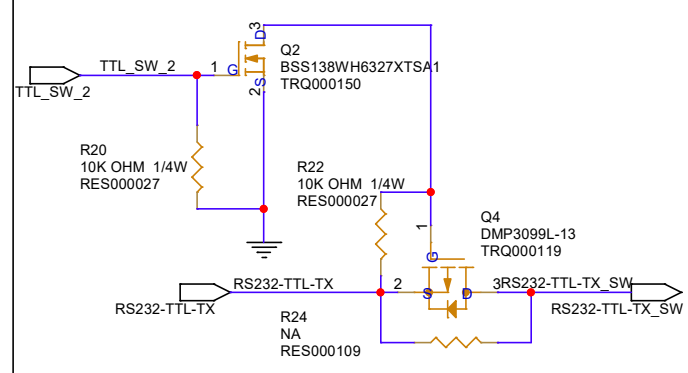 3
D
Q2
BSS138WH6327XTSA1
TRQ000150
TTL_SW_2
1
G
S
2
TTL_SW_2
R20
10K OHM 1/4W
RES000027
R22
10K OHM 1/4W
RES000027
1
G
Q4
DMP3099L-13
TRQ000119
RS232-TTL-TX
2
S
D
3
RS232-TTL-TX_SW
RS232-TTL-TX
RS232-TTL-TX_SW
R24
NA
RES000109